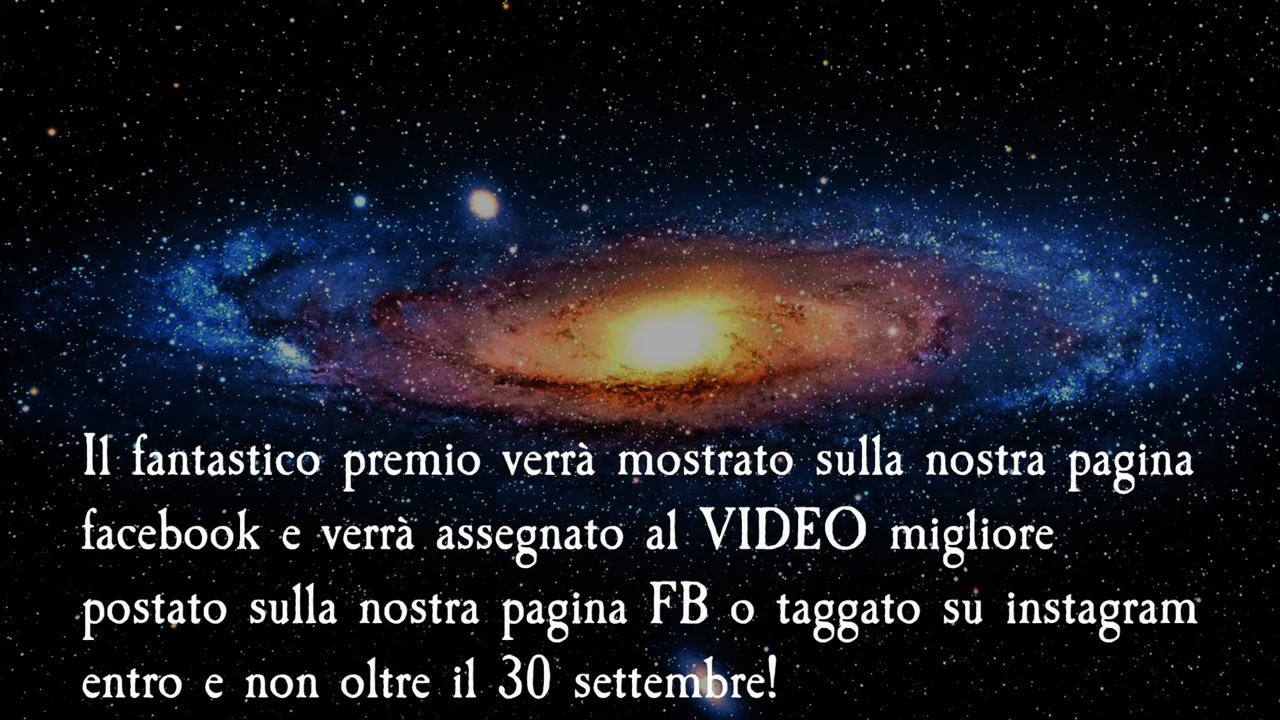 Il fantastico premio verrà mostrato sulla nostra pagina
facebook e verrà assegnato al VIDEO migliore
postato sulla nostra pagina FB o taggato su instagram
entro e non oltre il 30 settembre!